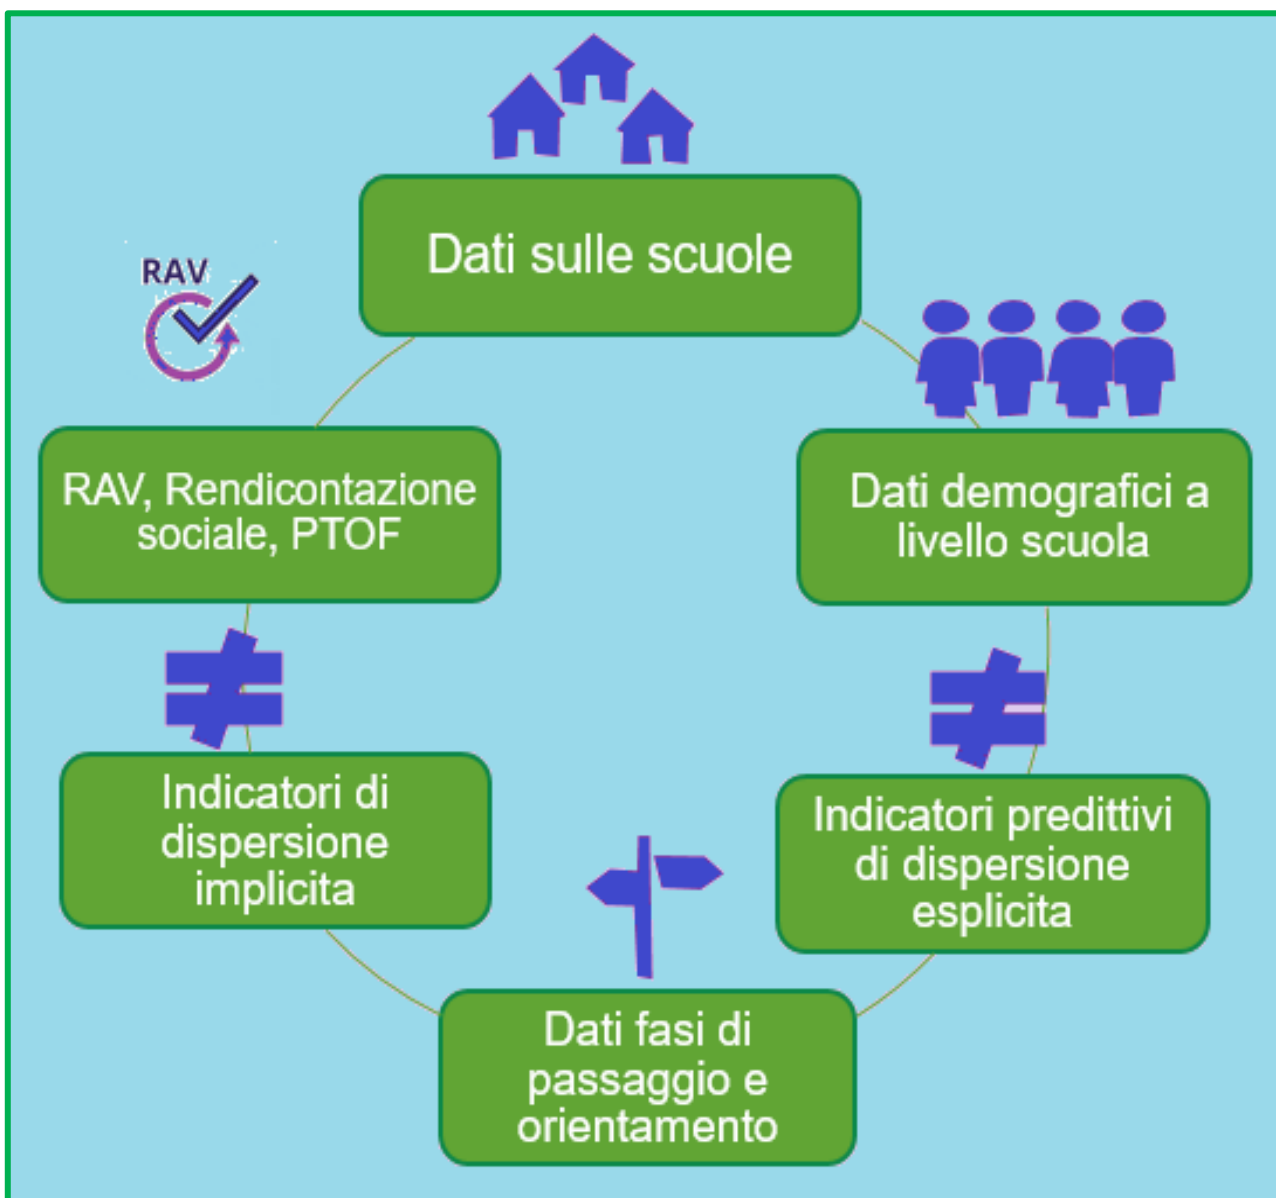 Dati sulle scuole
RAV
RAV, Rendicontazione
sociale, PTOF
Dati demografici a
livello scuola
Indicatori di
dispersione
implicita
Indicatori predittivi
di dispersione
esplicita
Dati fasi di
passaggio e
orientamento